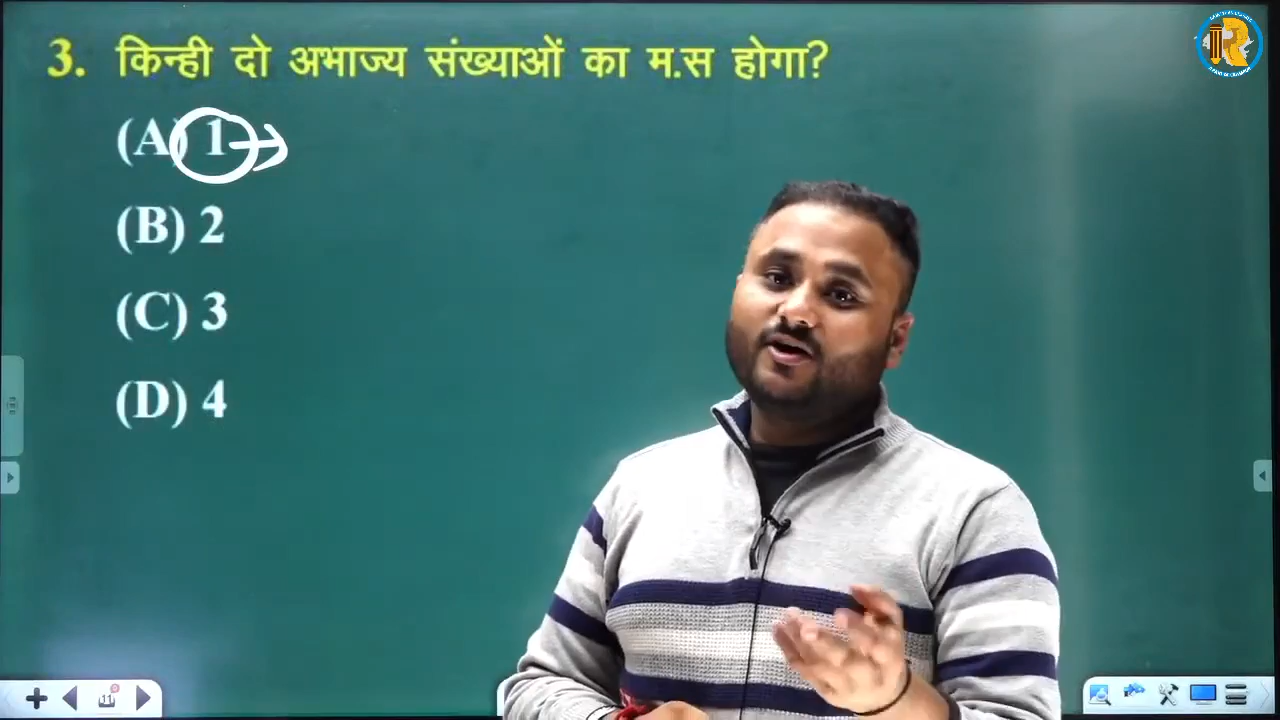 3. किन्ही दो अभाज्य संख्याओं का म.स होगा?
(A) 1
(B) 2
(C) 3
(D) 4